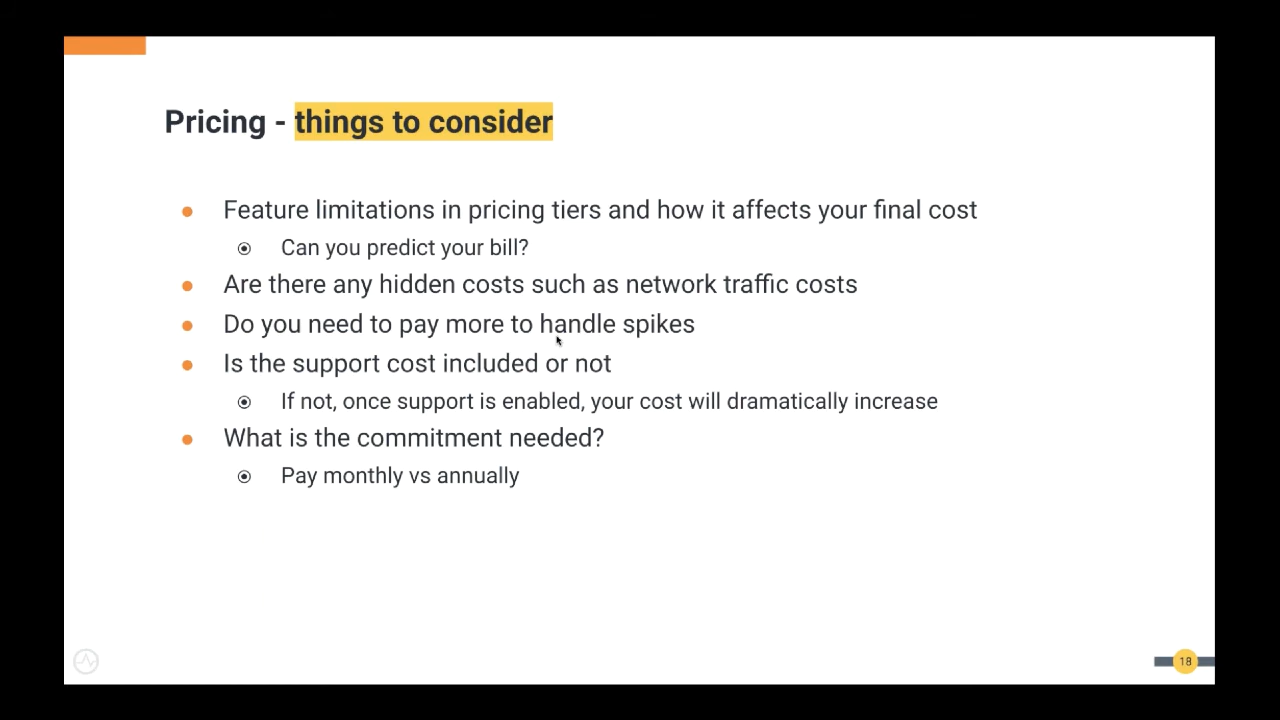 Pricing - things to consider
Feature limitations in pricing tiers and how it affects your final cost
Can you predict your bill?
Are there any hidden costs such as network traffic costs
Do you need to pay more to handle spikes
Is the support cost included or not
If not, once support is enabled, your cost will dramatically increase
What is the commitment needed?
Pay monthly vs annually
18